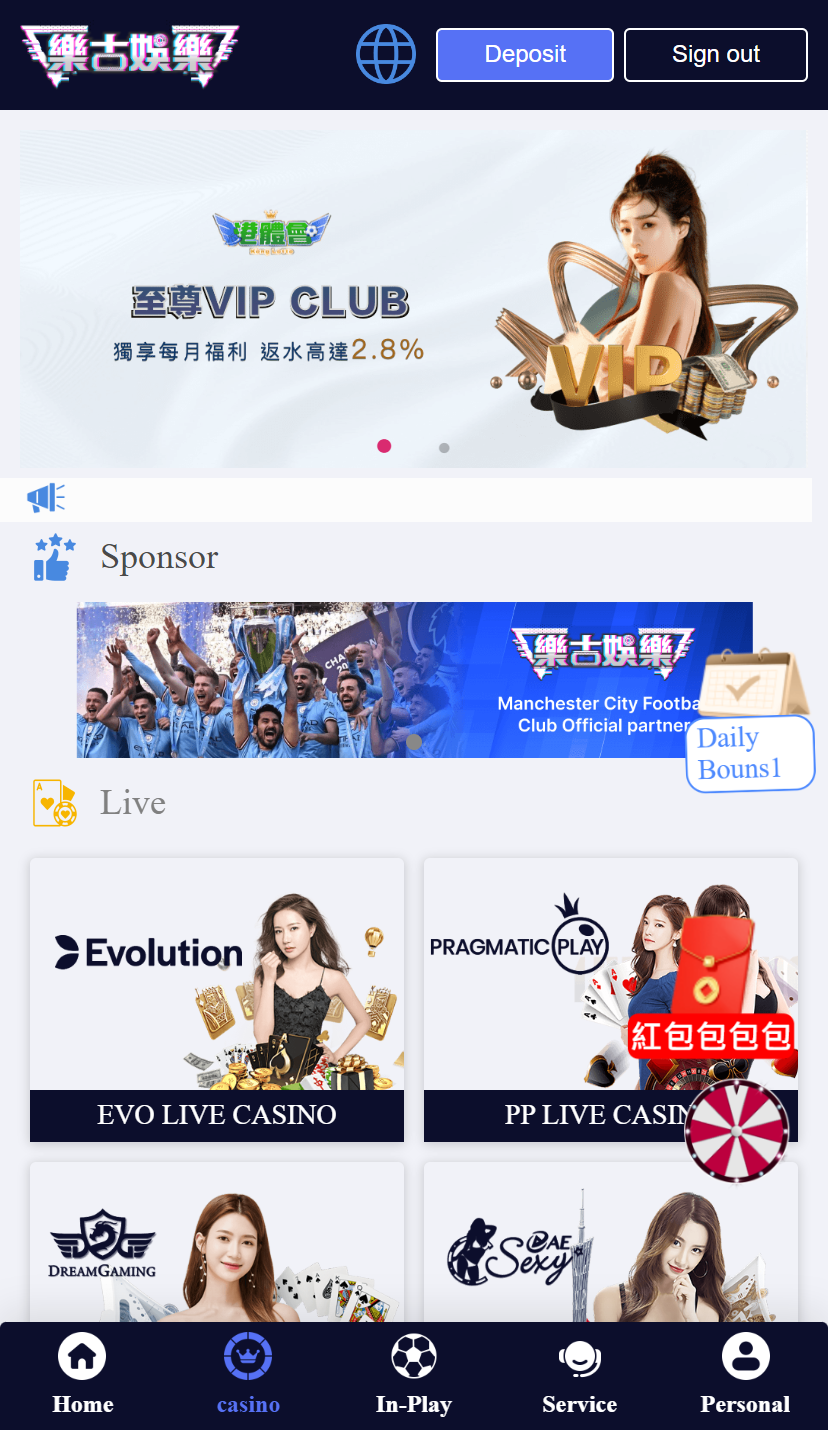 樂古娛樂
Deposit
Sign out
港體會
至尊VIP CLUB
獨享每月福利 返水高達2.8%
VIP
Sponsor
樂古娛樂
Manchester City Footba
Club Official partner
Daily
Bouns1
Live
Evolution
PRAGMATIC PLAY
紅包包包包
EVO LIVE CASINO
PP LIVE CASIN
DREAMGAMING
AE
Sexy
Home
casino
In-Play
Service
Personal